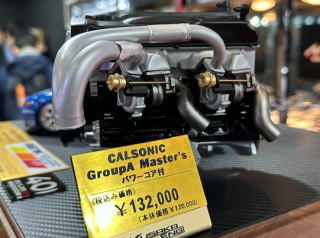 CALSONIC
GroupA Master's
パワーコア付
(税込み価格)
¥132,000
(本体価格¥120,000)